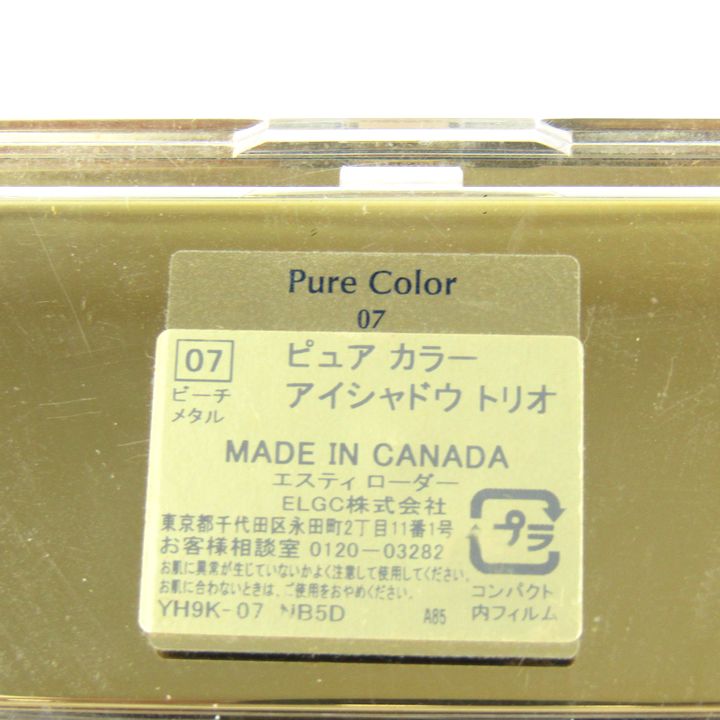 Pure Color
07
07
ピーチ
メタル
ピュア カラー
アイシャドウ トリオ
MADE IN CANADA
エスティ ローダー
ELGC株式会社
東京都千代田区永田町2丁目11番1号
お客様相談室 0120-03282
お肌に異常が生じていないかよく注意して使用してください。
お肌に合わないときは、ご使用をおやめください。
YH9K-07
A85
プラ
コンパクト
内フィルム